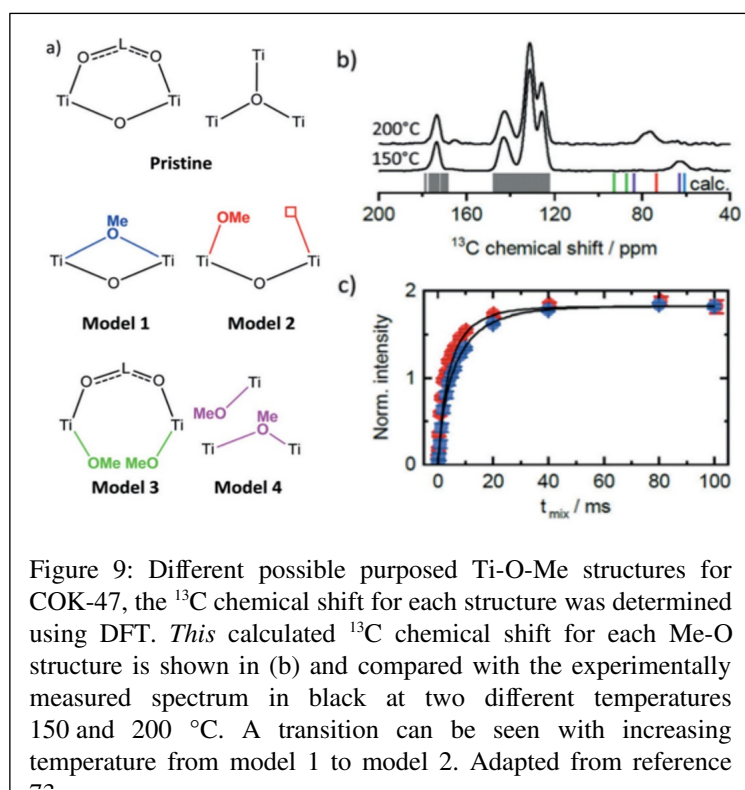 a)
O L O
Ti Ti
O
Ti
O
Ti Ti
Pristine
Me
O
Ti Ti
O
Model 1
OMe
Ti Ti
O
Model 2
O L O
Ti Ti
OMe MeO
Model 3
Ti
MeO
Me
O
Ti Ti
Model 4
b)
200°C
150°C
calc.
200 160 120 80 40
13C chemical shift / ppm
c)
2
1
0
Norm. intensity
0 20 40 60 80 100
tmix / ms
Figure 9: Different possible purposed Ti-O-Me structures for
COK-47, the 13C chemical shift for each structure was determined
using DFT. This calculated 13C chemical shift for each Me-O
structure is shown in (b) and compared with the experimentally
measured spectrum in black at two different temperatures
150 and 200 °C. A transition can be seen with increasing
temperature from model 1 to model 2. Adapted from reference